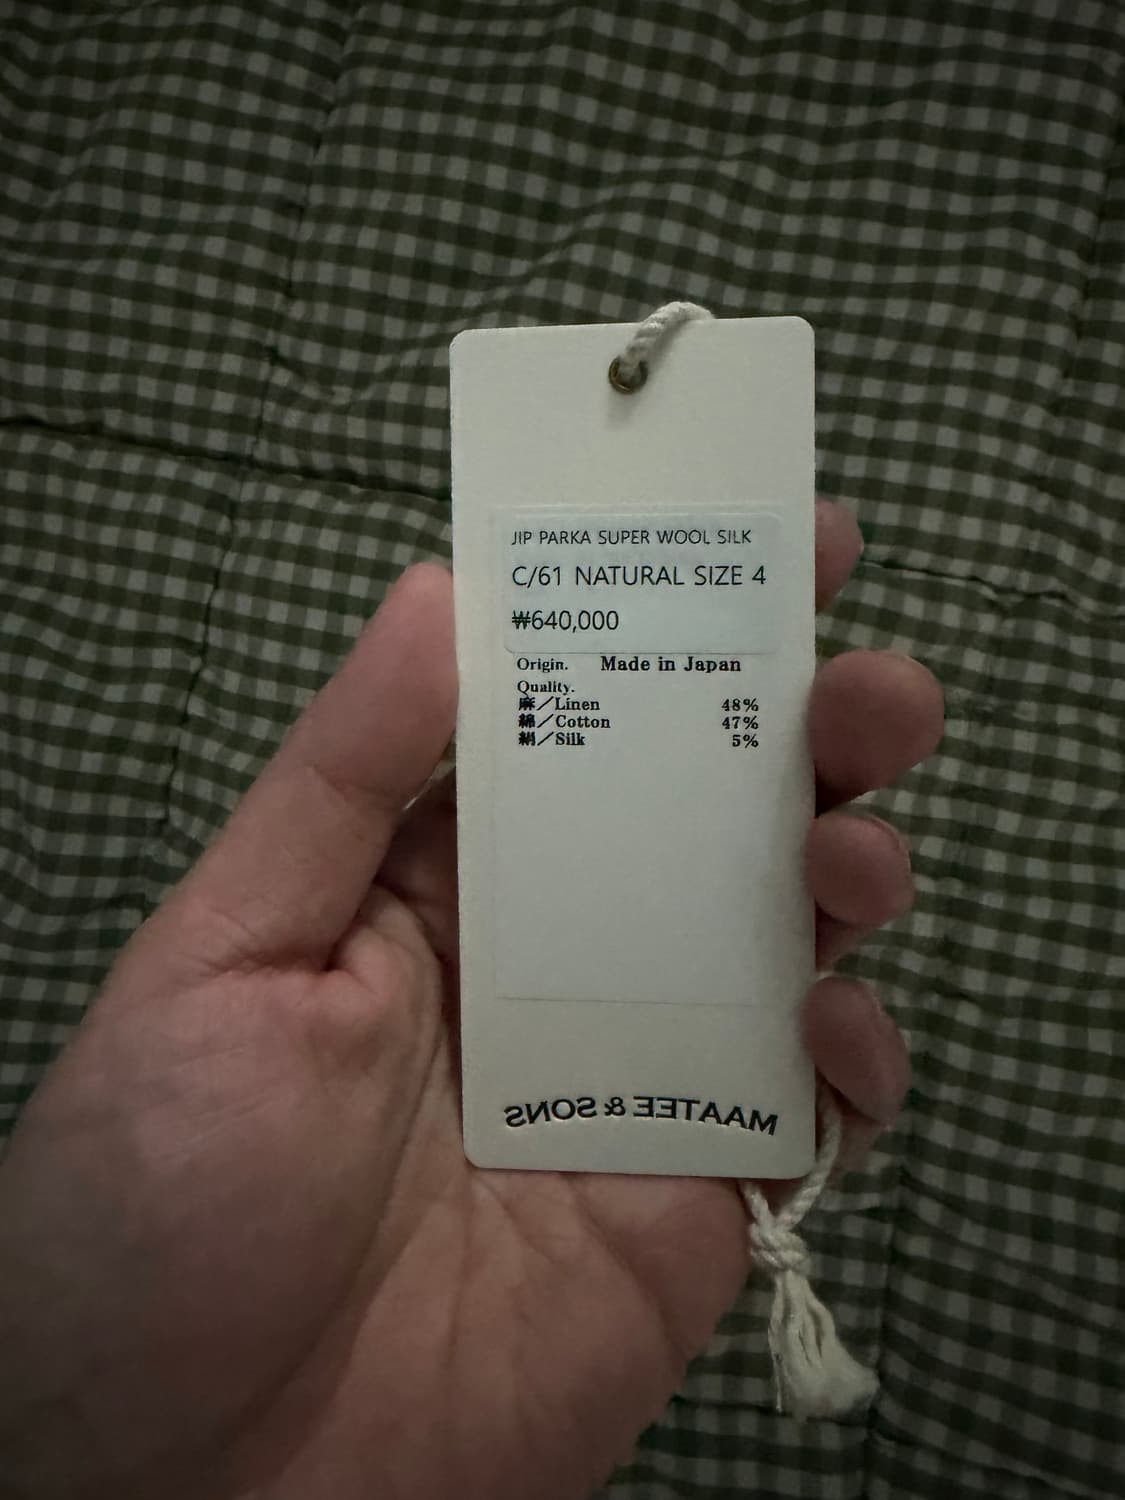 JIP PARKA SUPER WOOL SILK
C/61 NATURAL SIZE 4
₩640,000
Origin. Made in Japan
Quality.
麻／Linen 48%
綿／Cotton 47%
絹／Silk 5%
MAATEE & SONS